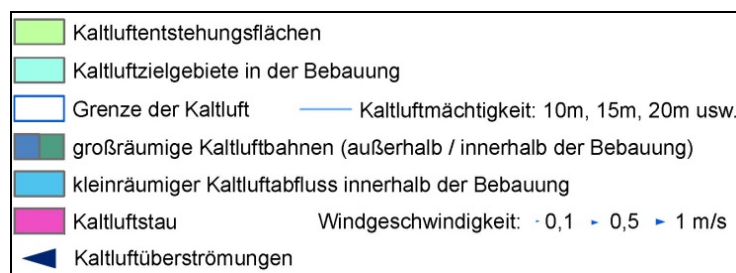 Kaltluftentstehungsflächen
Kaltluftzielgebiete in der Bebauung
Grenze der Kaltluft Kaltluftmächtigkeit: 10m, 15m, 20m usw.
großräumige Kaltluftbahnen (außerhalb / innerhalb der Bebauung)
kleinräumiger Kaltluftabfluss innerhalb der Bebauung
Kaltluftstau Windgeschwindigkeit: 0,1 0,5 1 m/s
Kaltluftüberströmungen